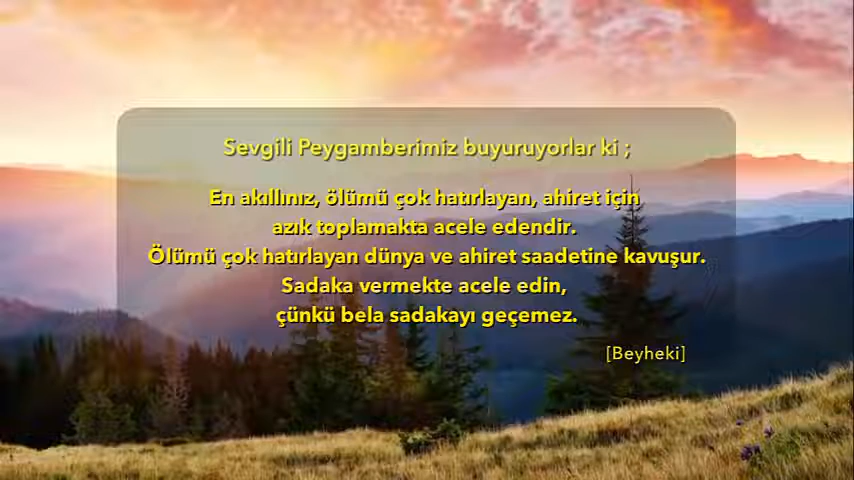 Sevgili Peygamberimiz buyuruyorlar ki ;
En akıllınız, ölümü çok hatırlayan, ahiret için
azık toplamakta acele edendir.
Ölümü çok hatırlayan dünya ve ahiret saadetine kavuşur.
Sadaka vermekte acele edin,
çünkü bela sadakayı geçemez.
[Beyheki]